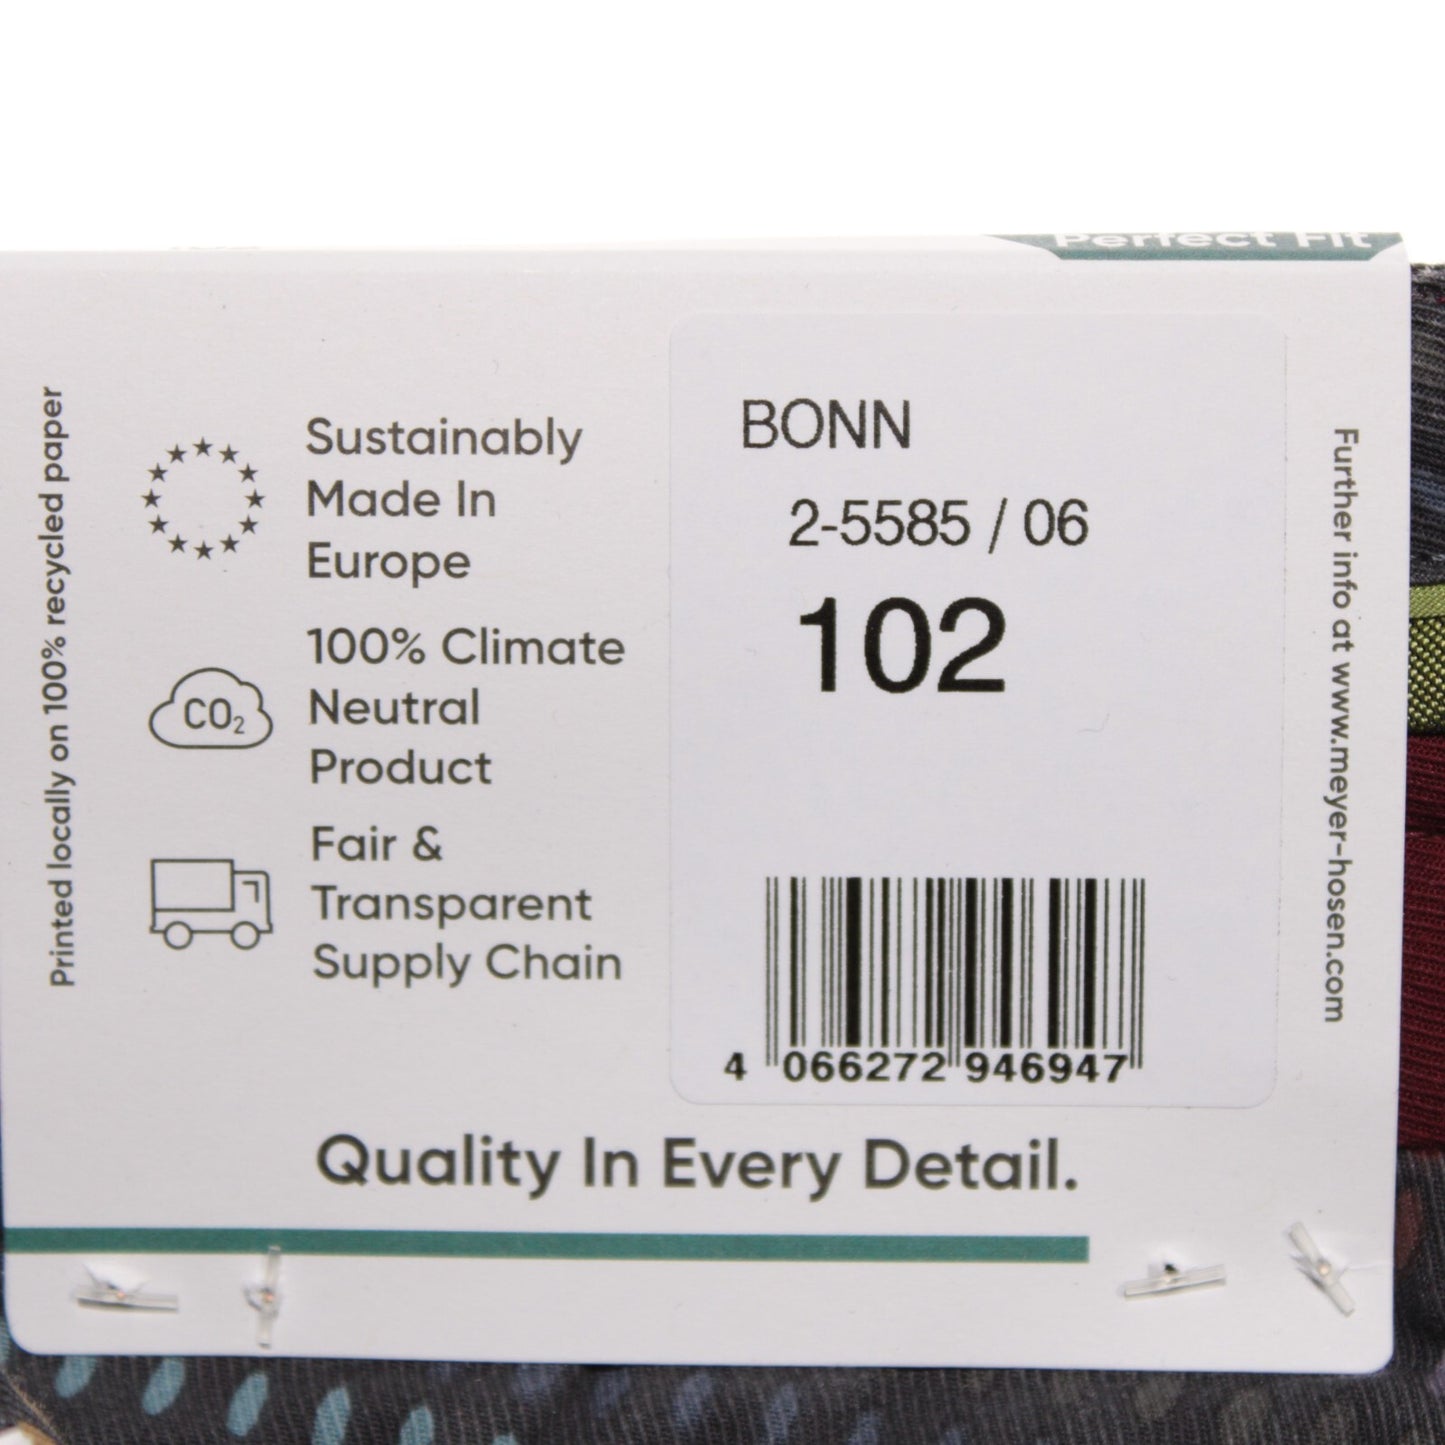 Perfect Fit
Printed locally on 100% recycled paper
Sustainably
Made In
Europe
CO₂
100% Climate
Neutral
Product
Fair &
Transparent
Supply Chain
BONN
2-5585 / 06
102
4 066272 946947
Further info at www.meyer-hosen.com
Quality In Every Detail.